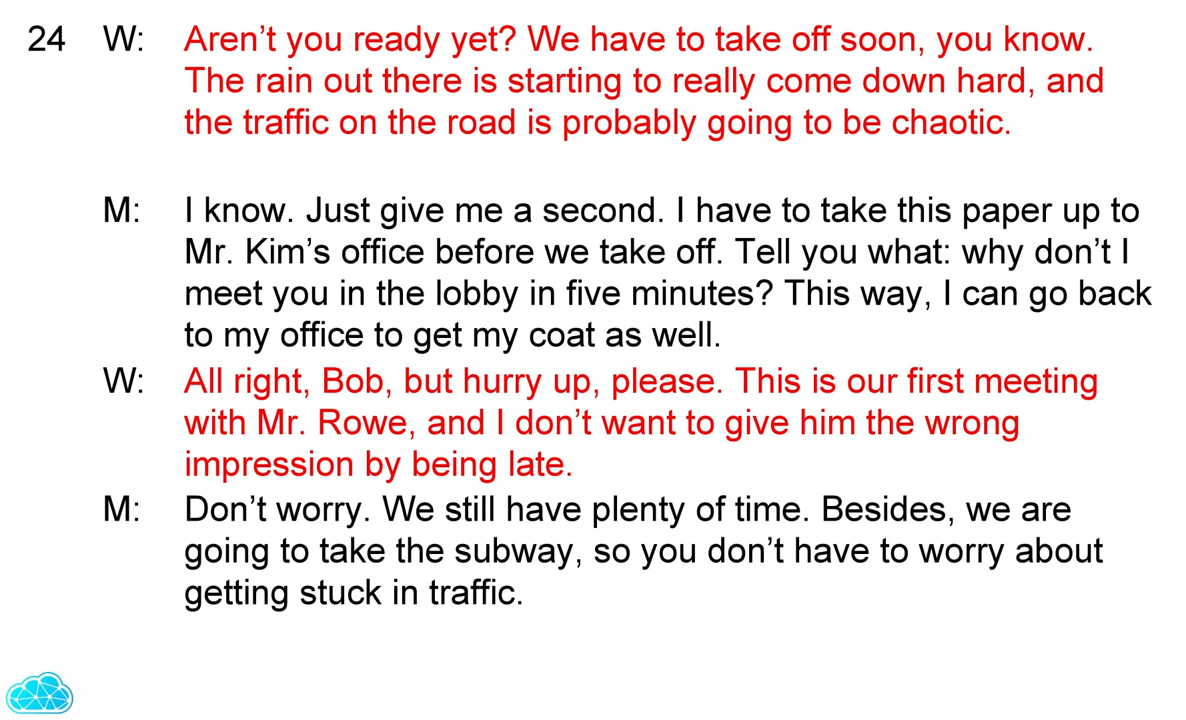 24 W: Aren’t you ready yet? We have to take off soon, you know.
The rain out there is starting to really come down hard, and
the traffic on the road is probably going to be chaotic.
M: I know. Just give me a second. I have to take this paper up to
Mr. Kim’s office before we take off. Tell you what: why don’t I
meet you in the lobby in five minutes? This way, I can go back
to my office to get my coat as well.
W: All right, Bob, but hurry up, please. This is our first meeting
with Mr. Rowe, and I don’t want to give him the wrong
impression by being late.
M: Don’t worry. We still have plenty of time. Besides, we are
going to take the subway, so you don’t have to worry about
getting stuck in traffic.